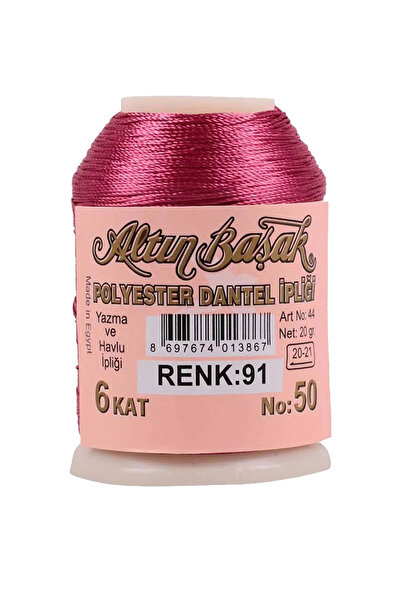 Altın Başak
POLYESTER DANTEL İPLİĞİ
Made in Egypt
Yazma
ve
Havlu
İpliği
Art No: 44
Net: 20 gr.
20-21
8 697674 013867
RENK:91
6 KAT
No: 50